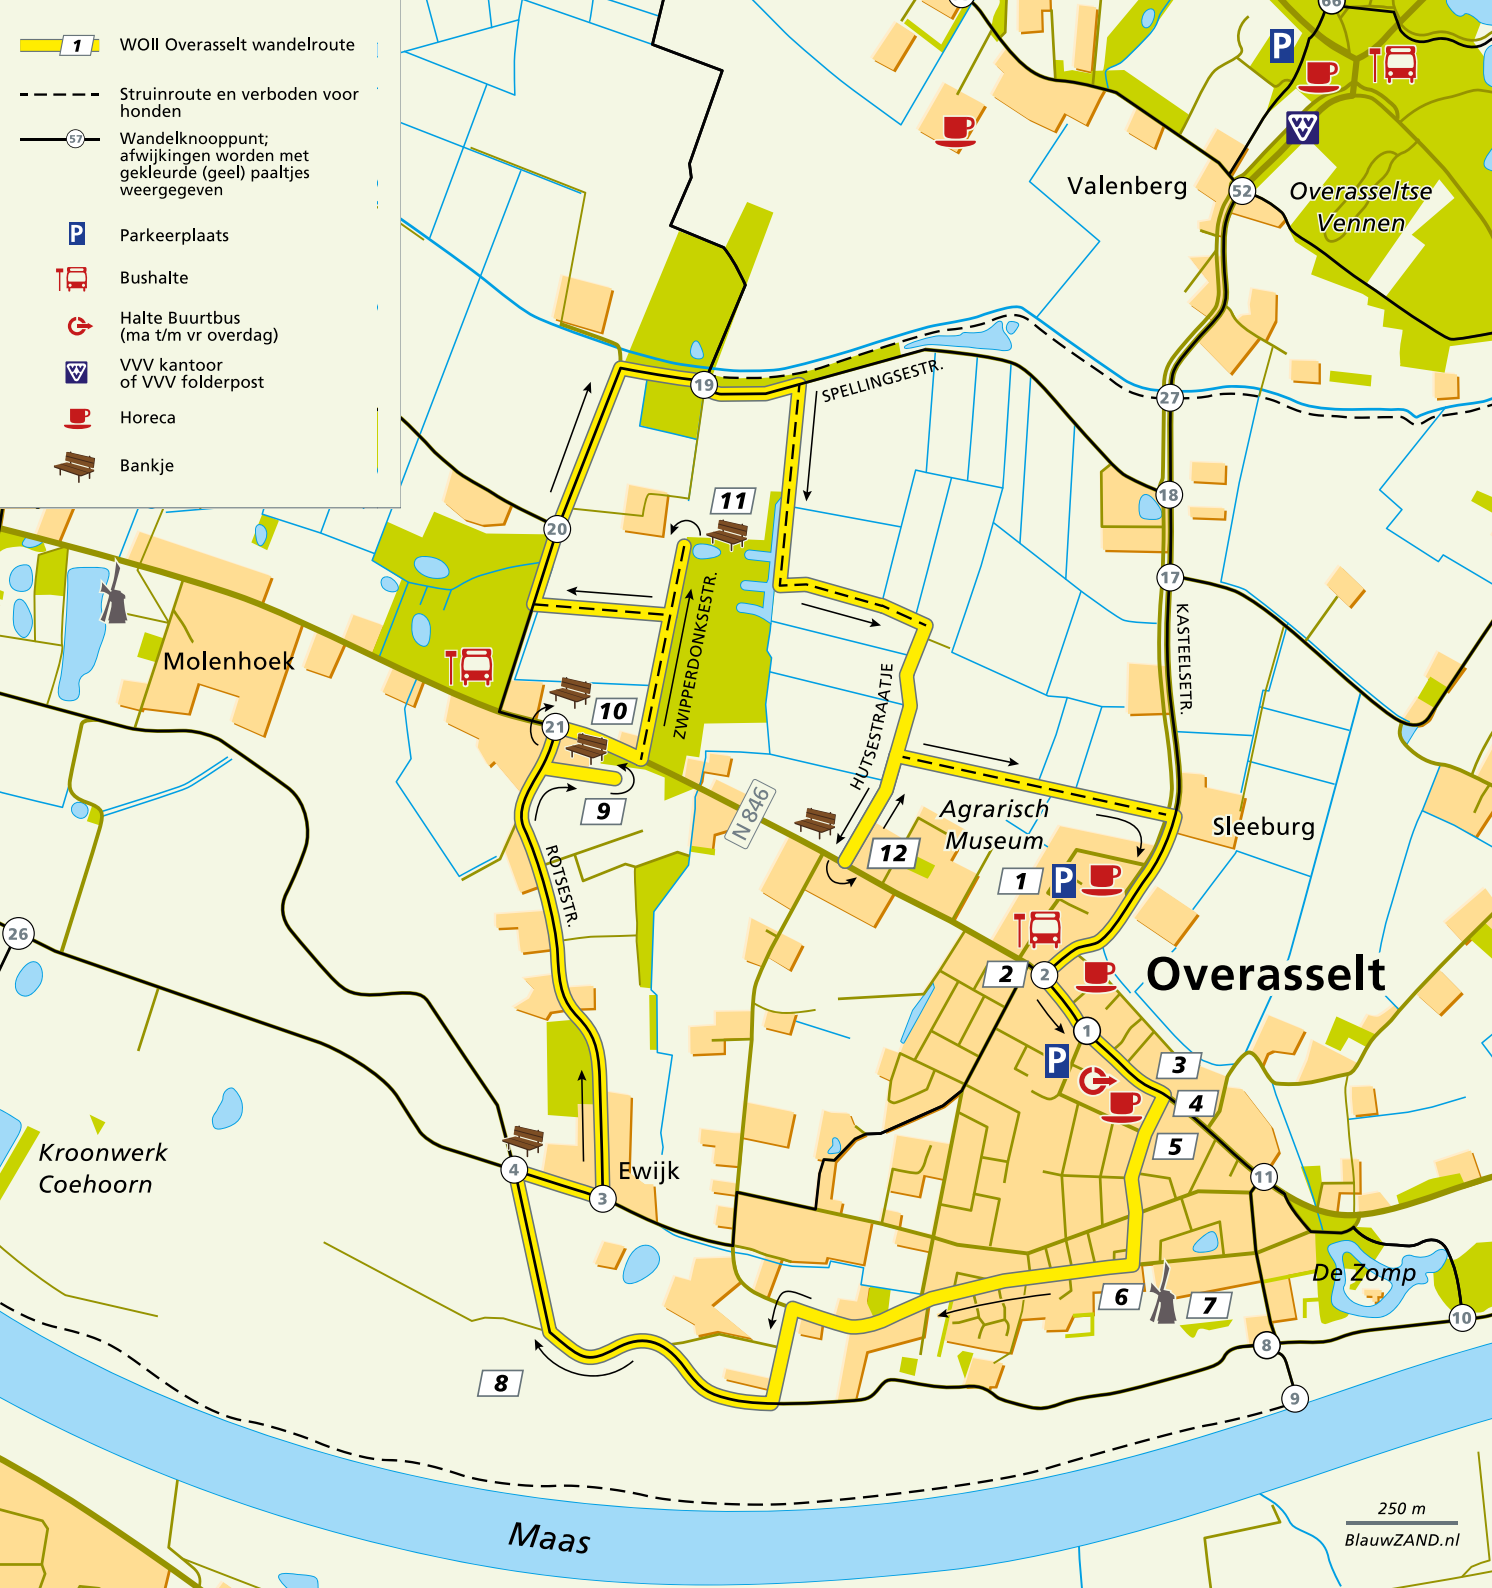 1 WOII Overasselt wandelroute
Struinroute en verboden voor
honden
57 Wandelknooppunt;
afwijkingen worden met
gekleurde (geel) paaltjes
weergegeven
P Parkeerplaats
Bushalte
Halte Buurtbus
(ma t/m vr overdag)
VVV kantoor
of VVV folderpost
Horeca
Bankje
66
P
VVV
Valenberg
52
Overasseltse
Vennen
19
SPELLINGSESTR.
27
11
18
20
17
ZWIPPERDONKSESTR.
KASTEELSESTR.
Molenhoek
HUTSESTRAATJE
10
21
9
N 846
Agrarisch
Museum
Sleeburg
12
ROTSESTR.
1
P
26
2
2
Overasselt
1
P
3
4
5
Kroonwerk
Coehoorn
4
Ewijk
3
11
De Zomp
6
7
10
8
8
9
Maas
250 m
BlauwZAND.nl